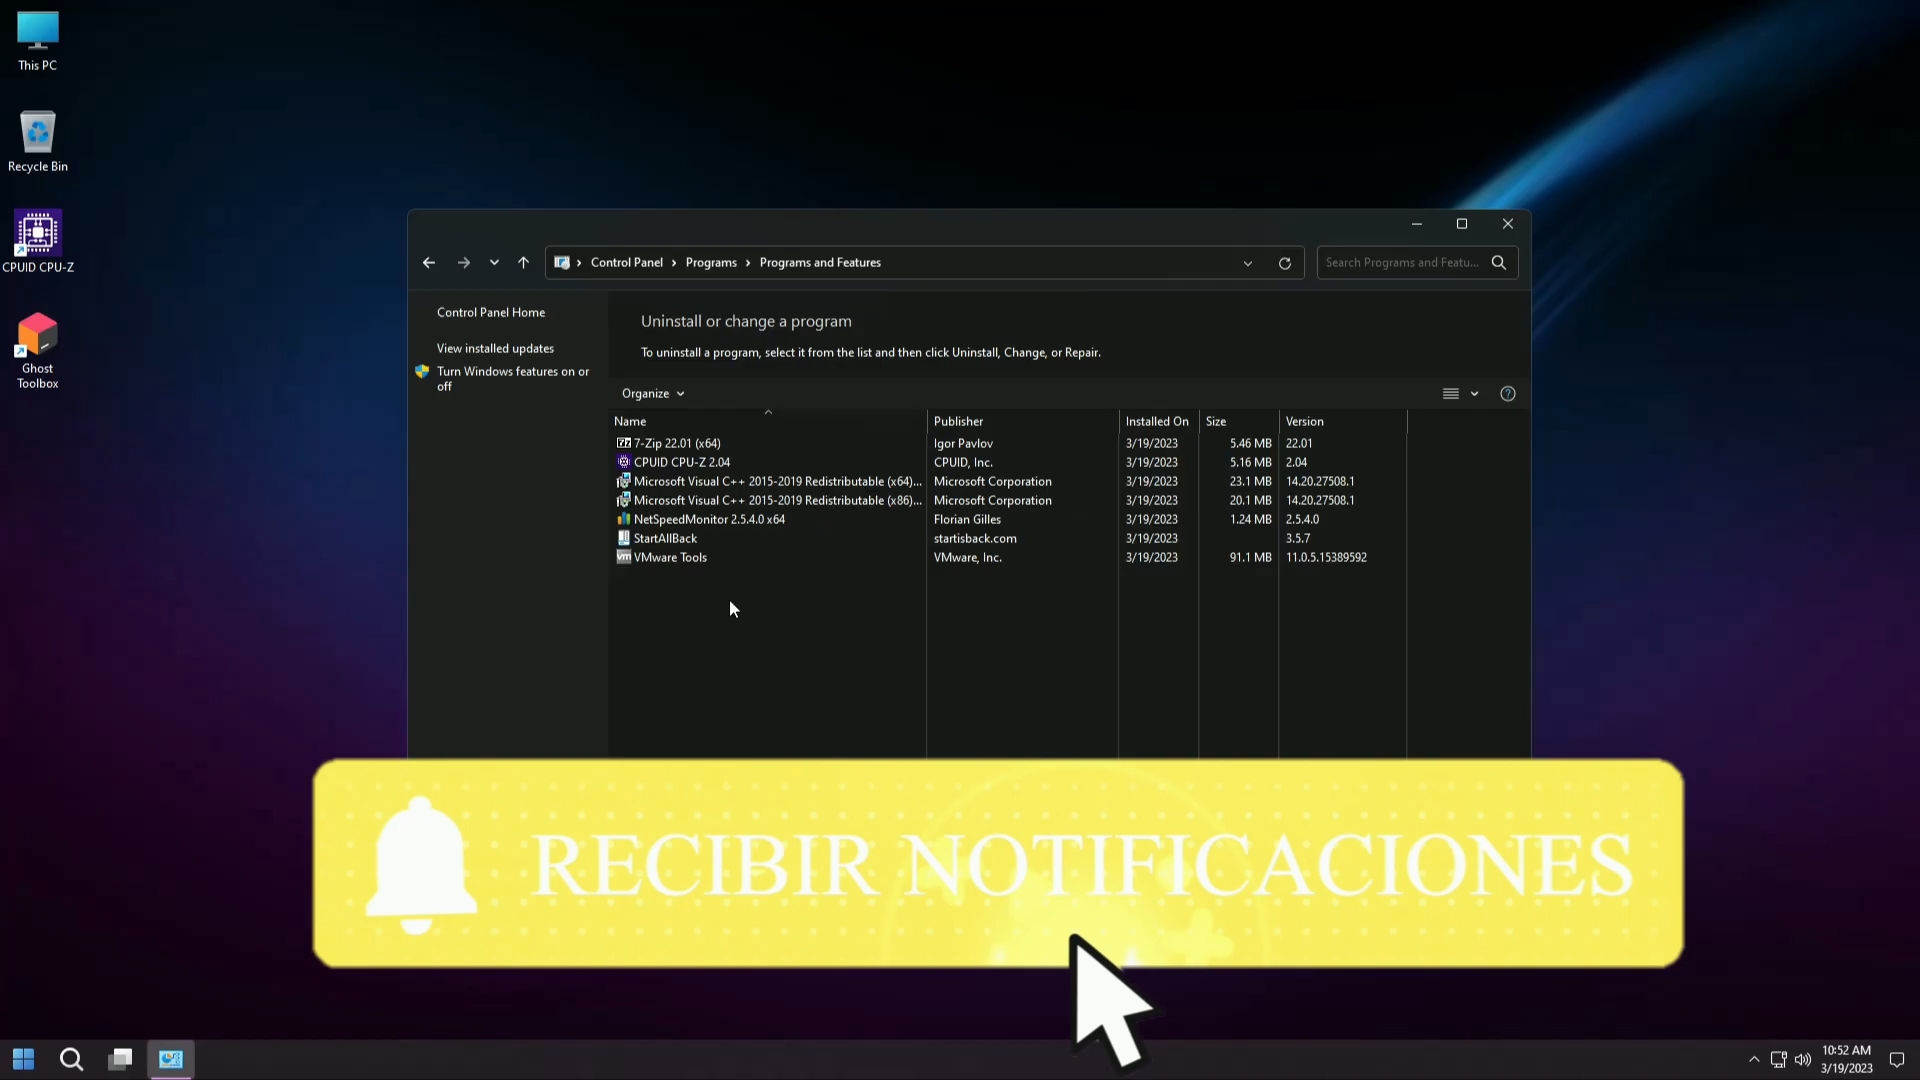 This PC
Recycle Bin
CPUID CPU-Z
Ghost
Toolbox
Control Panel
Programs
Programs and Features
Search Programs and Featu...
Control Panel Home
View installed updates
Turn Windows features on or
off
Uninstall or change a program
To uninstall a program, select it from the list and then click Uninstall, Change, or Repair.
Organize
Name Publisher Installed On Size Version
7-Zip 22.01 (x64) Igor Pavlov 3/19/2023 5.46 MB 22.01
CPUID CPU-Z 2.04 CPUID, Inc. 3/19/2023 5.16 MB 2.04
Microsoft Visual C++ 2015-2019 Redistributable (x64)... Microsoft Corporation 3/19/2023 23.1 MB 14.20.27508.1
Microsoft Visual C++ 2015-2019 Redistributable (x86)... Microsoft Corporation 3/19/2023 20.1 MB 14.20.27508.1
NetSpeedMonitor 2.5.4.0 x64 Florian Gilles 3/19/2023 1.24 MB 2.5.4.0
StartAllBack startisback.com 3/19/2023 3.5.7
VMware Tools VMware, Inc. 3/19/2023 91.1 MB 11.0.5.15389592
RECIBIR NOTIFICACIONES
10:52 AM
3/19/2023